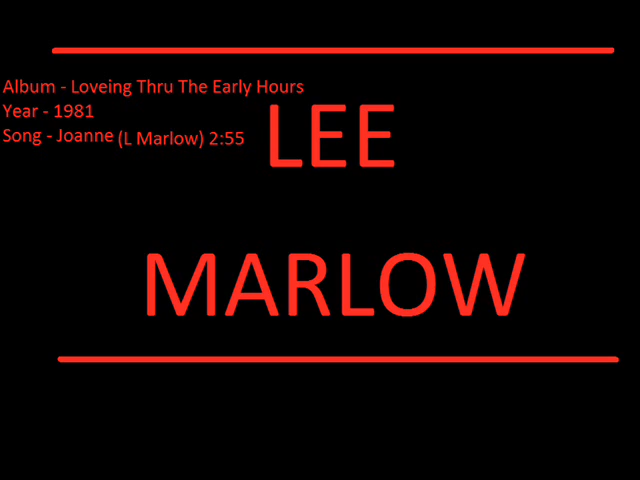 Album - Loveing Thru The Early Hours
Year - 1981
Song - Joanne (L Marlow) 2:55
LEE
MARLOW